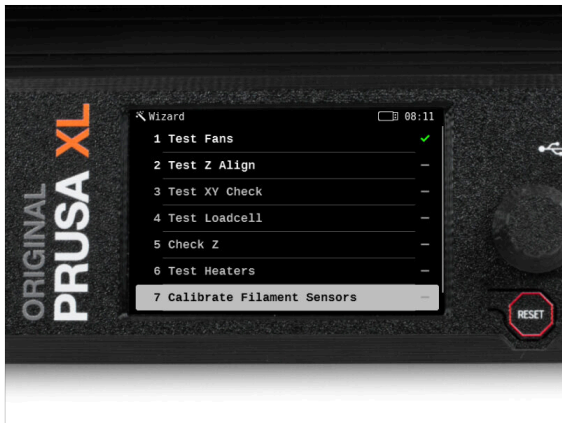 ORIGINAL
PRUSA XL
Wizard 08:11
1 Test Fans
2 Test Z Align
3 Test XY Check
4 Test Loadcell
5 Check Z
6 Test Heaters
7 Calibrate Filament Sensors
RESET